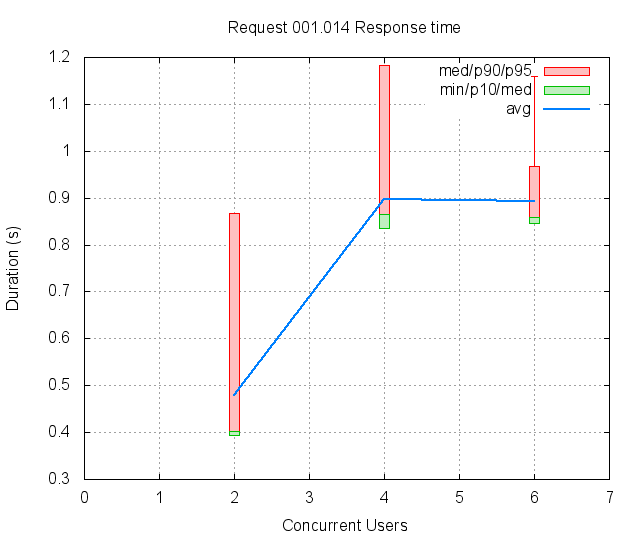 Request 001.014 Response time
1.2
1.1
1
0.9
0.8
0.7
0.6
0.5
0.4
0.3
Duration (s)
med/p90/p95
min/p10/med
avg
0 1 2 3 4 5 6 7
Concurrent Users